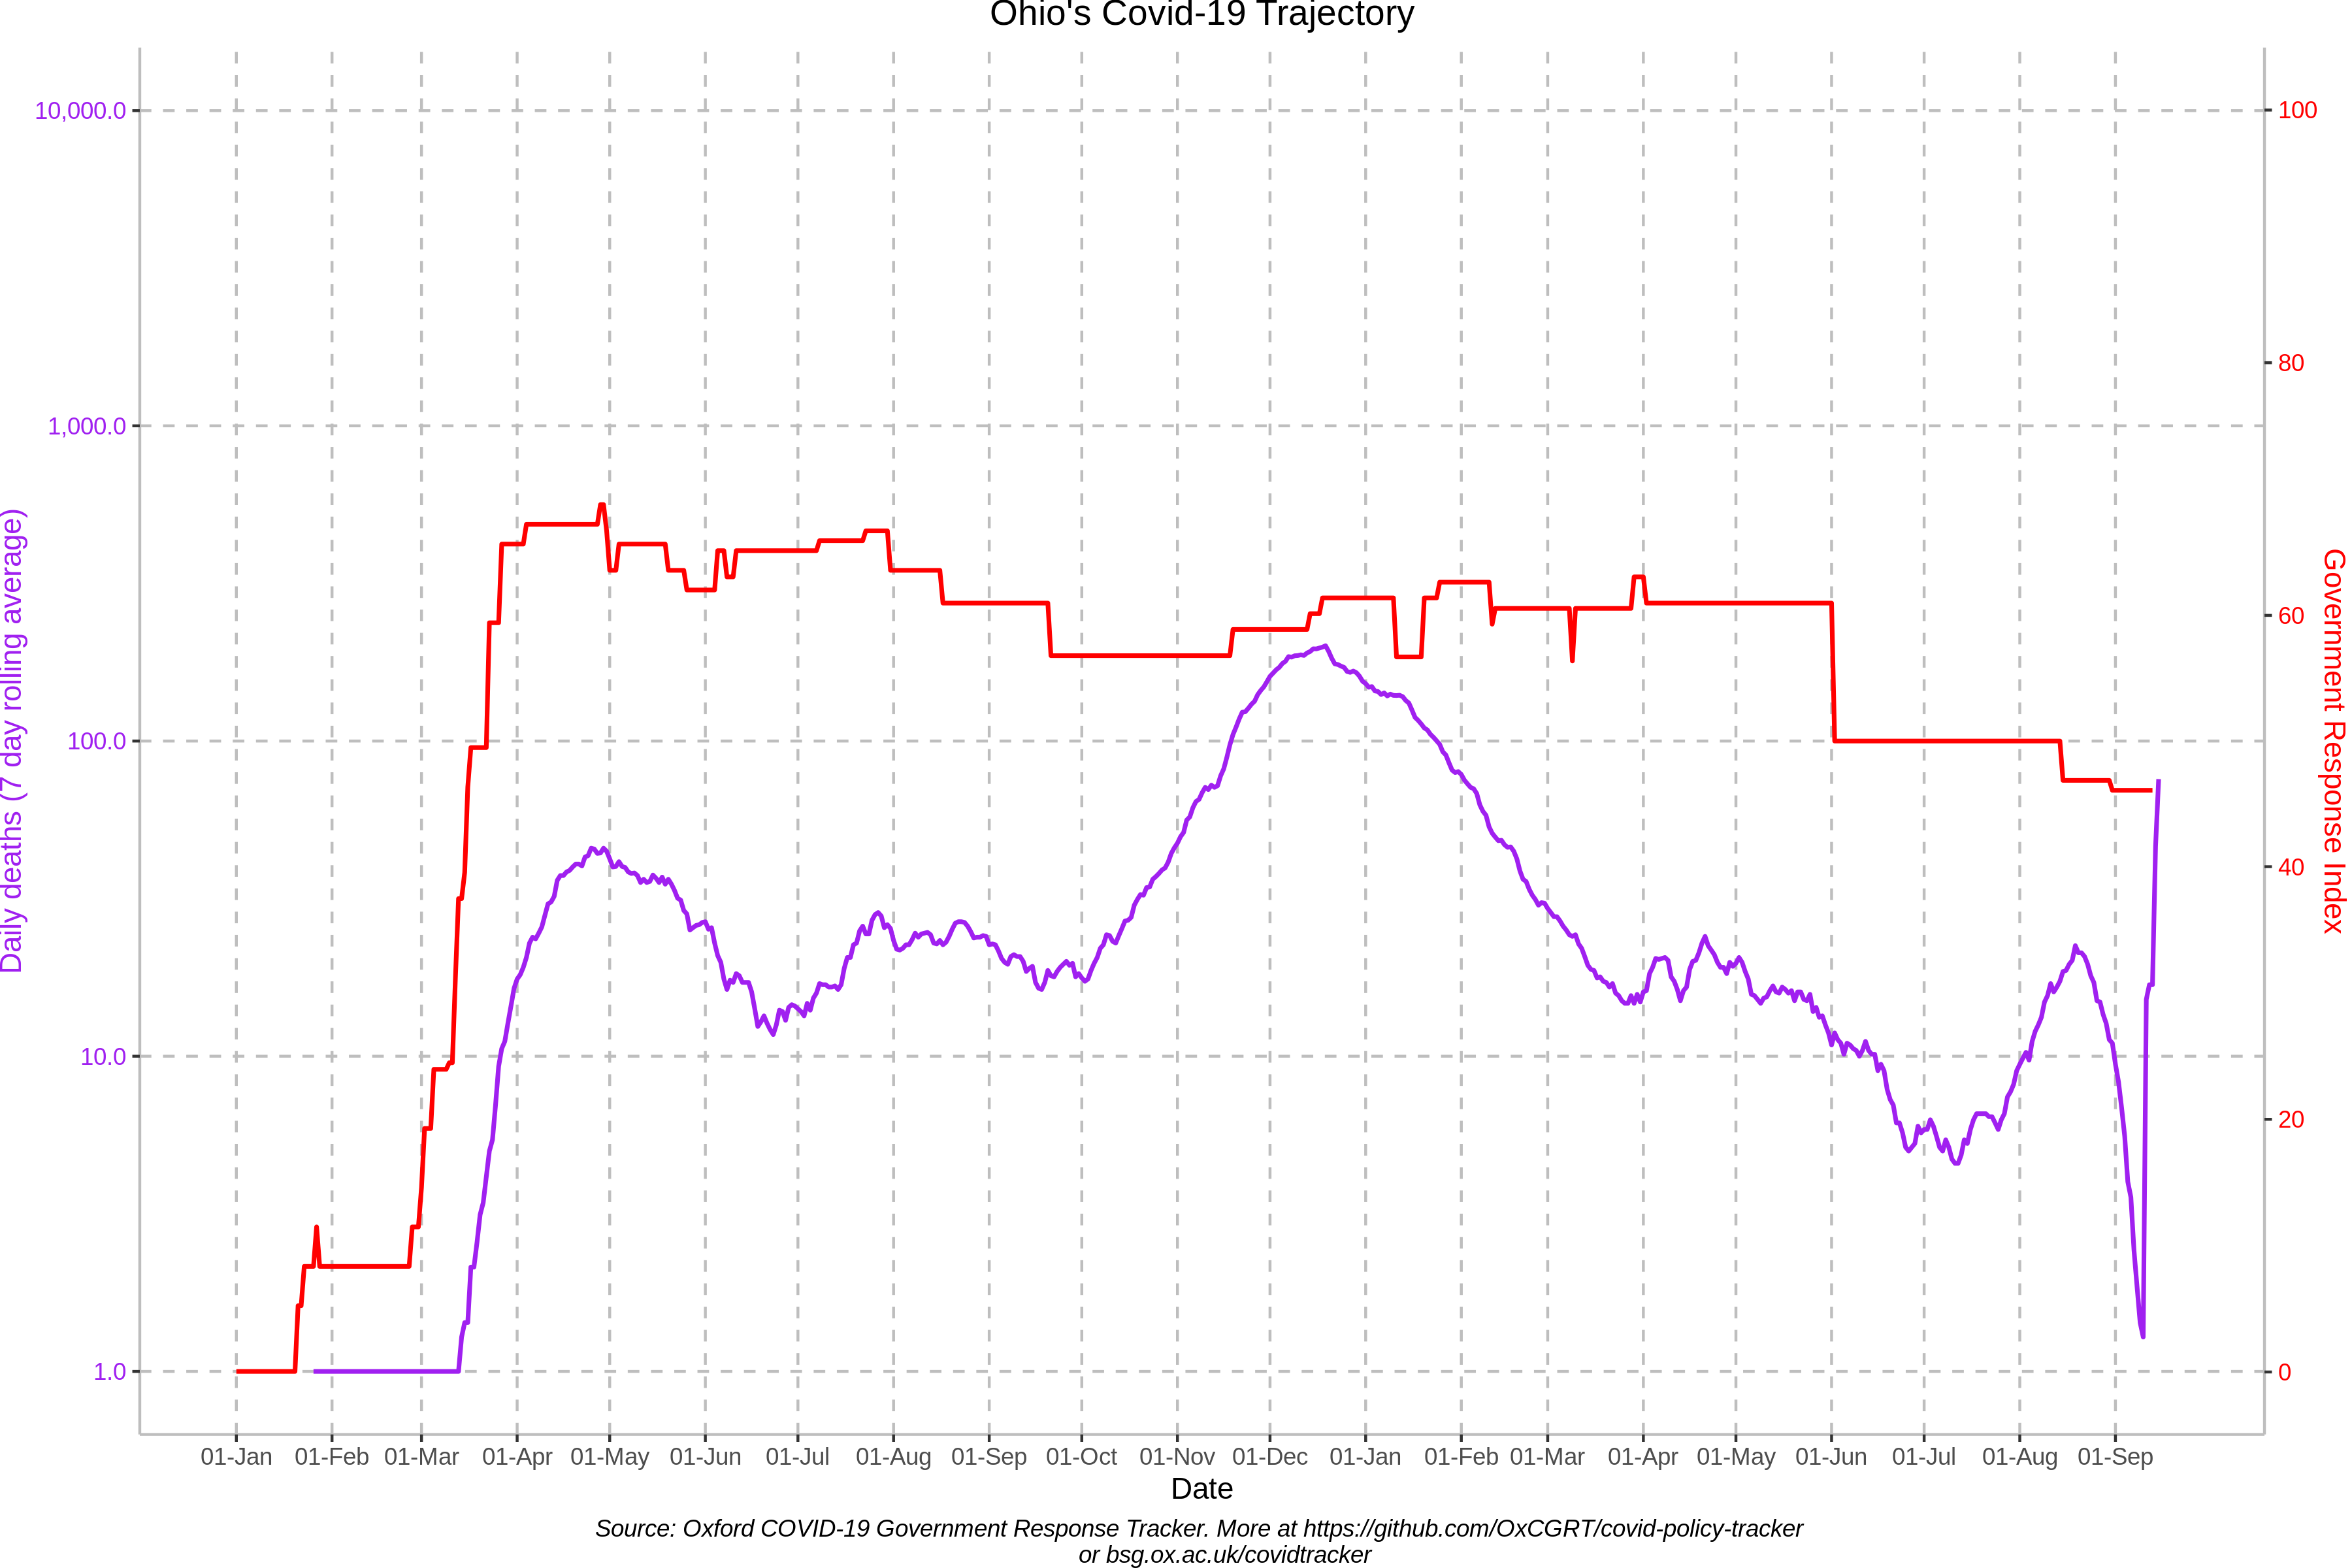 Ohio's Covid-19 Trajectory
10,000.0
1,000.0
100.0
10.0
1.0
Daily deaths (7 day rolling average)
100
80
60
40
20
0
Government Response Index
01-Jan 01-Feb 01-Mar 01-Apr 01-May 01-Jun 01-Jul 01-Aug 01-Sep 01-Oct 01-Nov 01-Dec 01-Jan 01-Feb 01-Mar 01-Apr 01-May 01-Jun 01-Jul 01-Aug 01-Sep
Date
Source: Oxford COVID-19 Government Response Tracker. More at https://github.com/OxCGRT/covid-policy-tracker
or bsg.ox.ac.uk/covidtracker